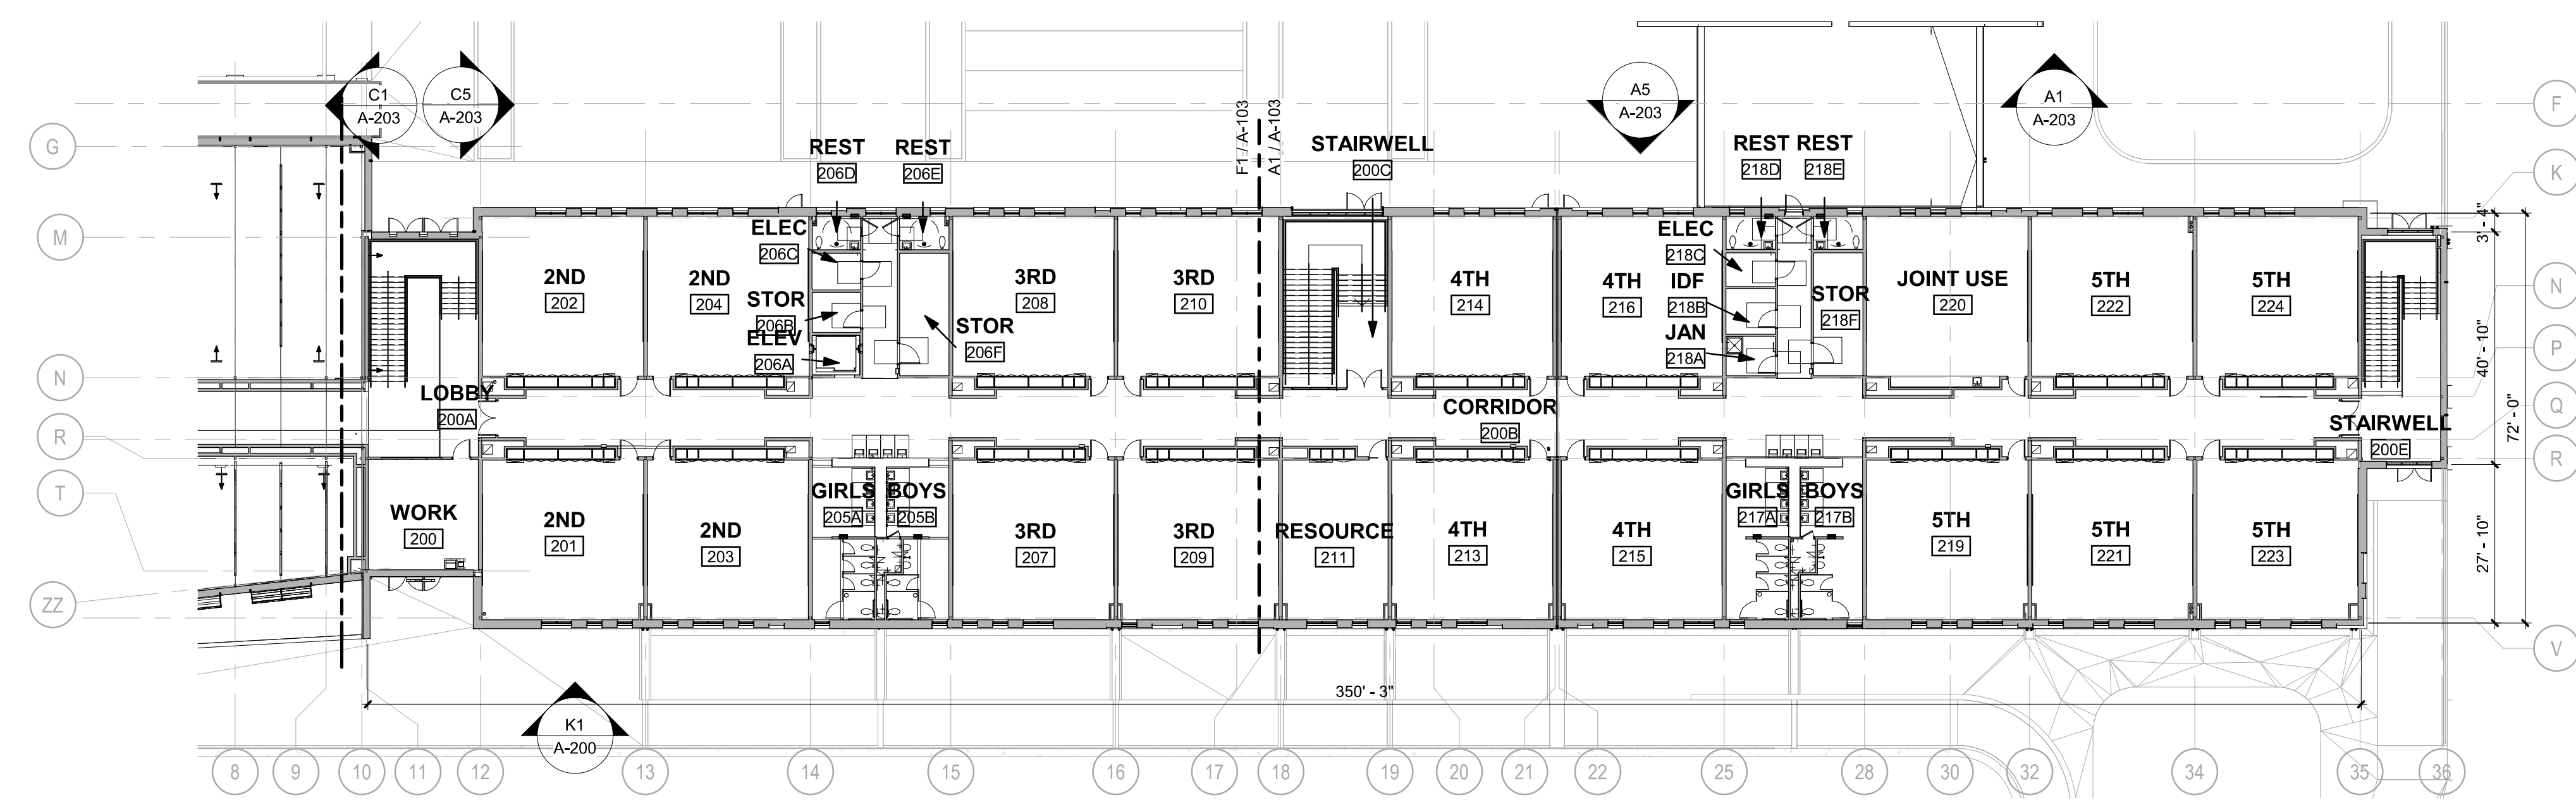 C1
A-203
C5
A-203
F1 / A-103
A1 / A-103
A5
A-203
A1
A-203
F
G
K
M
N
N
P
R
Q
T
R
ZZ
V
REST
206D
REST
206E
STAIRWELL
200C
REST
218D
REST
218E
ELEC
206C
ELEC
218C
2ND
202
2ND
204
STOR
206B
ELEV
206A
STOR
206F
3RD
208
3RD
210
4TH
214
4TH
216
IDF
218B
JAN
218A
STOR
218F
JOINT USE
220
5TH
222
5TH
224
3' - 4"
40' - 10"
72' - 0"
27' - 10"
LOBBY
200A
CORRIDOR
200B
STAIRWELL
200E
WORK
200
2ND
201
2ND
203
GIRLS
205A
BOYS
205B
3RD
207
3RD
209
RESOURCE
211
4TH
213
4TH
215
GIRLS
217A
BOYS
217B
5TH
219
5TH
221
5TH
223
350' - 3"
K1
A-200
8
9
10
11
12
13
14
15
16
17
18
19
20
21
22
25
28
30
32
34
35
36